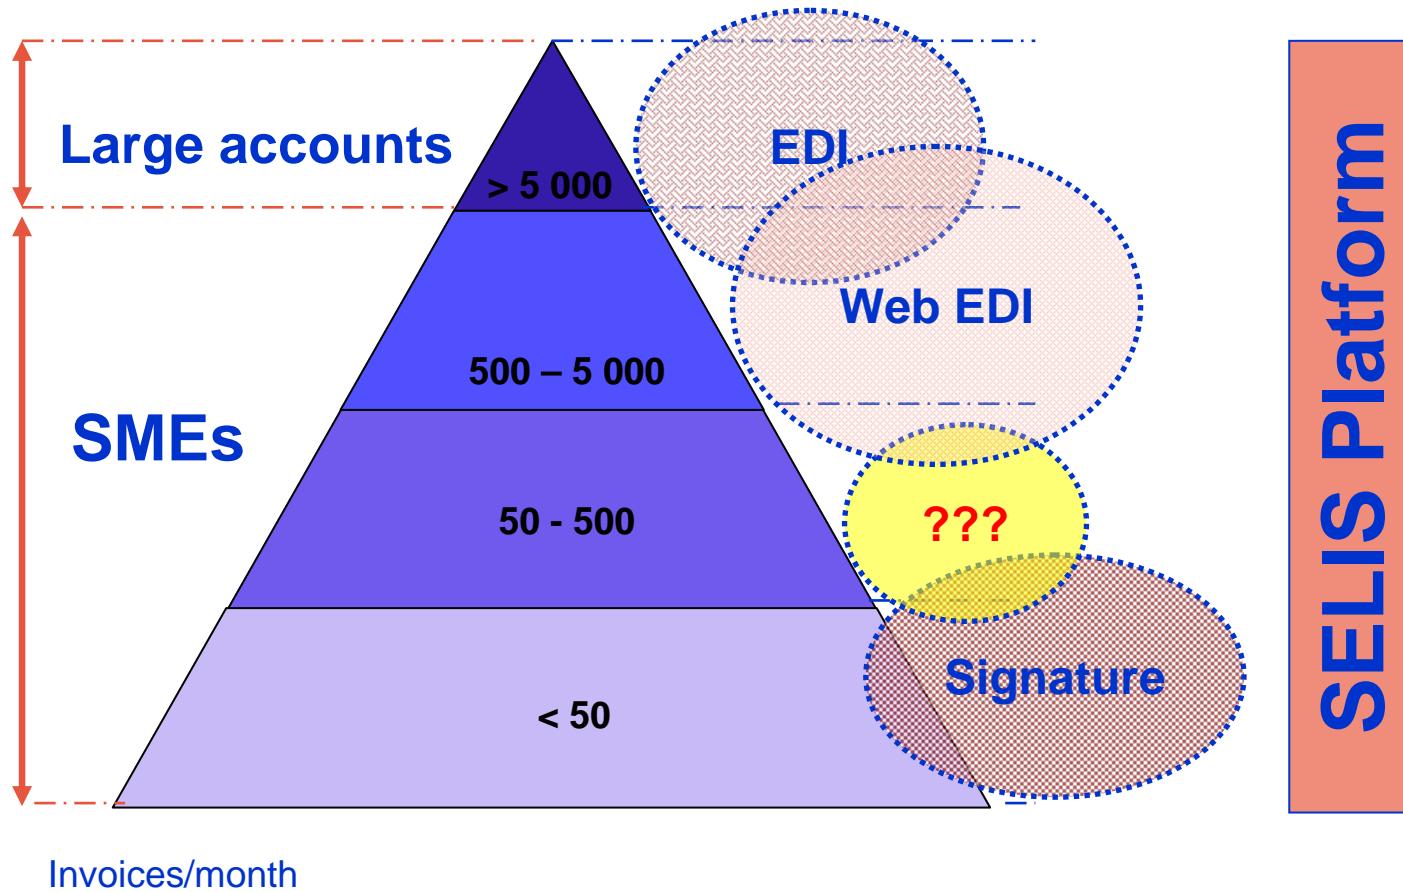 Large accounts
> 5 000
EDI
Web EDI
500 – 5 000
SMEs
50 - 500
???
Signature
< 50
SELIS Platform
Invoices/month